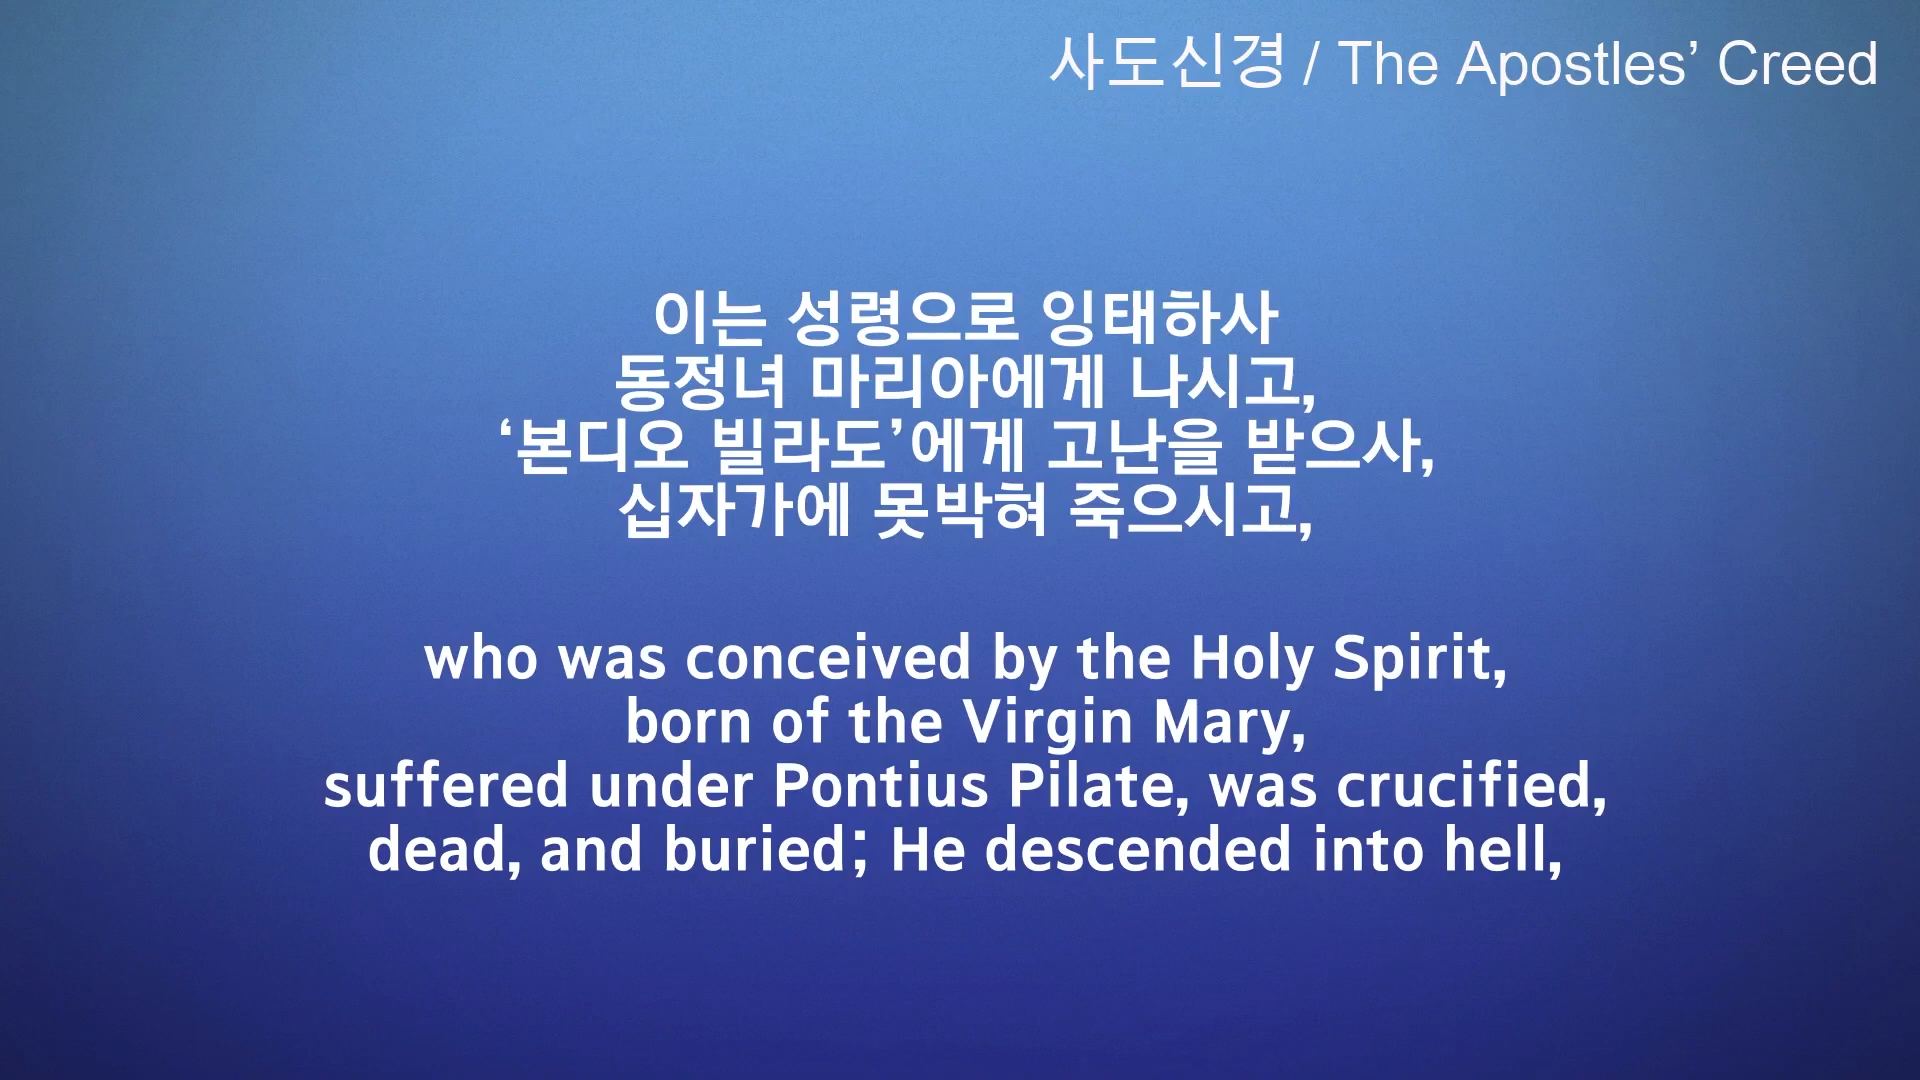 사도신경 / The Apostles’ Creed
이는 성령으로 잉태하사
동정녀 마리아에게 나시고,
‘본디오 빌라도’에게 고난을 받으사,
십자가에 못박혀 죽으시고,
who was conceived by the Holy Spirit,
born of the Virgin Mary,
suffered under Pontius Pilate, was crucified,
dead, and buried; He descended into hell,